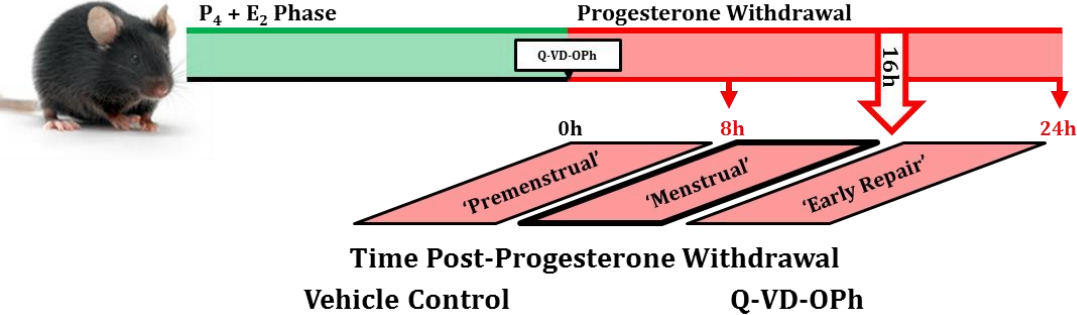 P₄ + E₂ Phase
Progesterone Withdrawal
Q-VD-OPh
16h
0h
8h
24h
‘Premenstrual’
‘Menstrual’
‘Early Repair’
Time Post-Progesterone Withdrawal
Vehicle Control
Q-VD-OPh